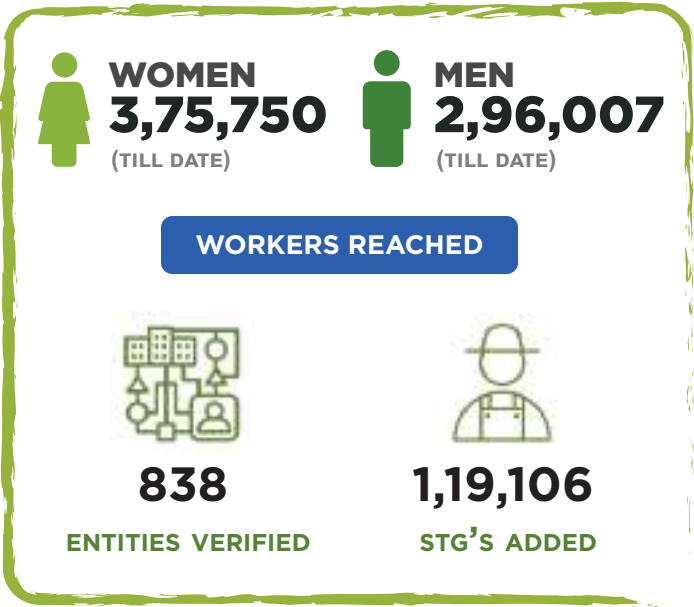 WOMEN
3,75,750
(TILL DATE)
MEN
2,96,007
(TILL DATE)
WORKERS REACHED
838
ENTITIES VERIFIED
1,19,106
STG’S ADDED